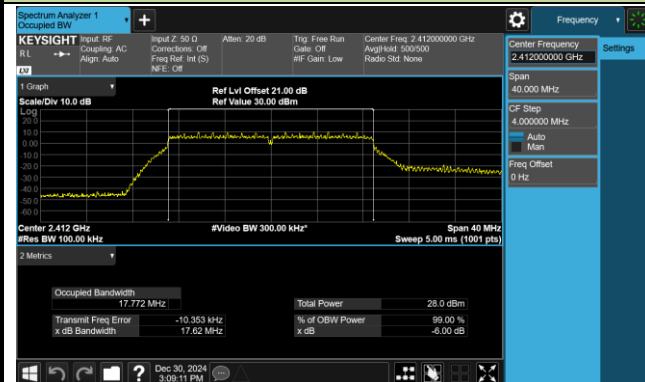 Spectrum Analyzer 1
Occupied BW
Frequency
KEYSIGHT
RL
Input: RF
Coupling: AC
Align: Auto
Input Z: 50 Ω
Corrections: Off
Freq Ref: Int (S)
NFE: Off
Atten: 20 dB
Trig: Free Run
Gate: Off
#IF Gain: Low
Center Freq: 2.412000000 GHz
Avg|Hold: 500/500
Radio Std: None
Center Frequency
2.412000000 GHz
Settings
Span
40.000 MHz
CF Step
4.000000 MHz
Auto
Man
Freq Offset
0 Hz
1 Graph
Scale/Div 10.0 dB
Ref Lvl Offset 21.00 dB
Ref Value 30.00 dBm
Log
20.0
10.0
0.00
-10.0
-20.0
-30.0
-40.0
-50.0
-60.0
Center 2.412 GHz
#Video BW 300.00 kHz*
Span 40 MHz
#Res BW 100.00 kHz
Sweep 5.00 ms (1001 pts)
2 Metrics
Occupied Bandwidth
17.772 MHz
Total Power 28.0 dBm
Transmit Freq Error -10.353 kHz
% of OBW Power 99.00 %
x dB Bandwidth 17.62 MHz
x dB -6.00 dB
Dec 30, 2024
3:09:11 PM